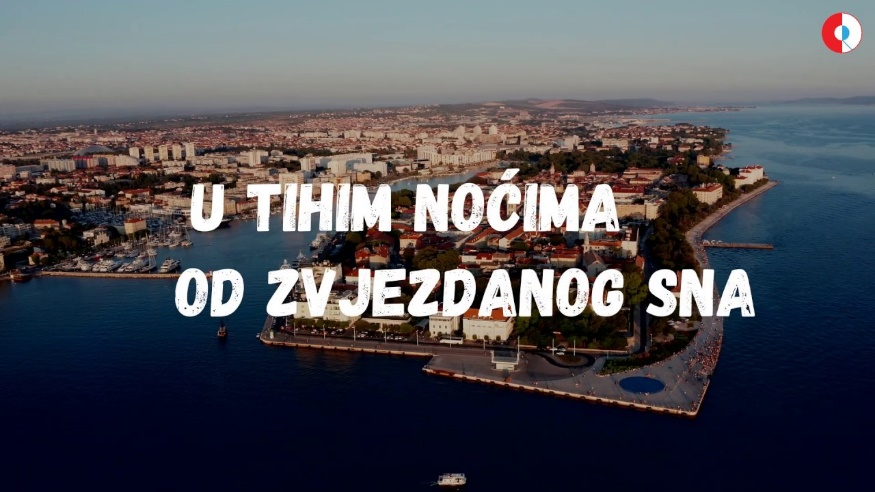 U TIHIM NOĆIMA
OD ZVJEZDANOG SNA